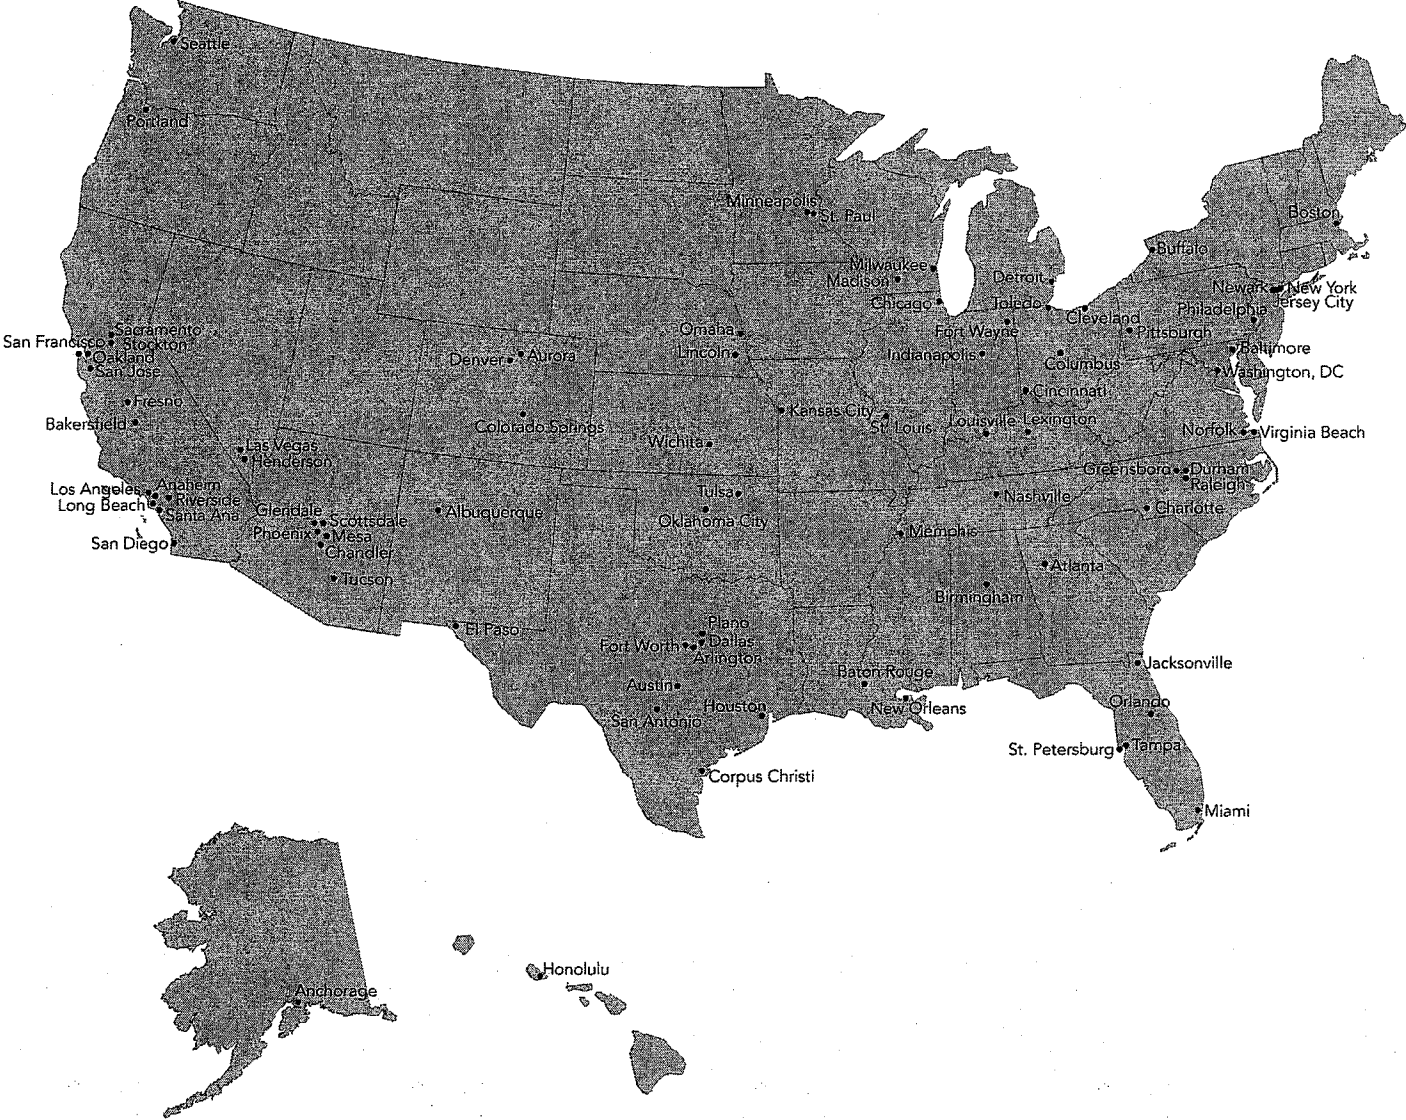 Seattle
Portland
Minneapolis
St. Paul
Boston
Buffalo
Milwaukee
Madison
Detroit
Chicago
Toledo
Newark
New York
Jersey City
Philadelphia
Cleveland
Fort Wayne
Pittsburgh
Sacramento
Stockton
San Francisco
Oakland
San Jose
Omaha
Lincoln
Denver
Aurora
Indianapolis
Columbus
Baltimore
Washington, DC
Cincinnati
Fresno
Bakersfield
Colorado Springs
Kansas City
St. Louis
Louisville
Lexington
Norfolk
Virginia Beach
Las Vegas
Henderson
Wichita
Greensboro
Durham
Raleigh
Los Angeles
Anaheim
Long Beach
Riverside
Santa Ana
Glendale
Scottsdale
Phoenix
Mesa
Chandler
Albuquerque
Tulsa
Oklahoma City
Nashville
Charlotte
Memphis
San Diego
Tucson
Atlanta
Birmingham
El Paso
Plano
Fort Worth
Dallas
Arlington
Jacksonville
Austin
Baton Rouge
Houston
New Orleans
San Antonio
Orlando
St. Petersburg
Tampa
Corpus Christi
Miami
Honolulu
Anchorage